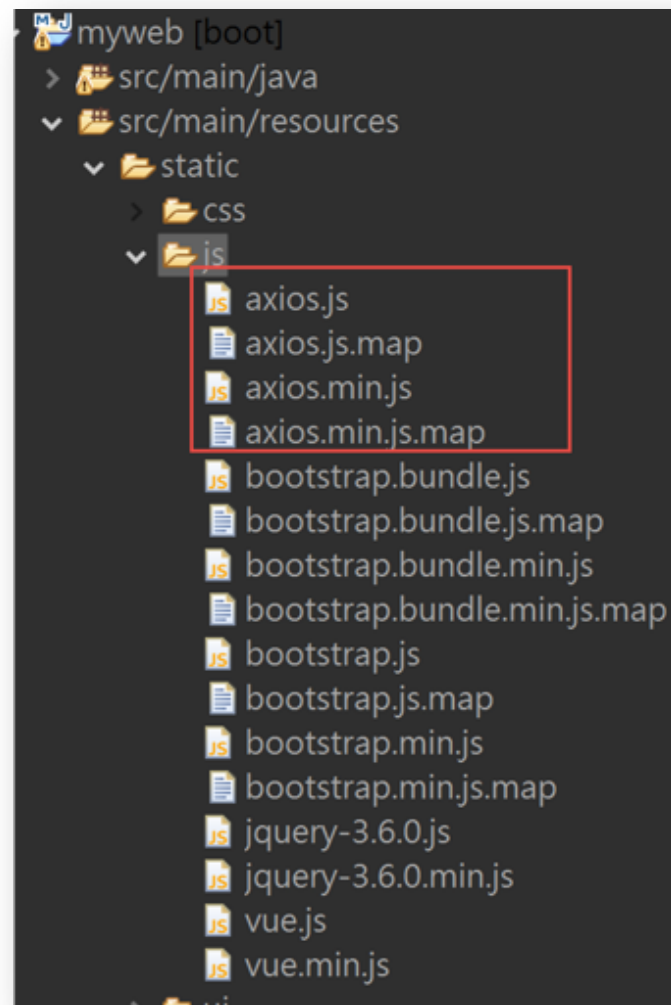 myweb [boot]
src/main/java
src/main/resources
static
css
js
axios.js
axios.js.map
axios.min.js
axios.min.js.map
bootstrap.bundle.js
bootstrap.bundle.js.map
bootstrap.bundle.min.js
bootstrap.bundle.min.js.map
bootstrap.js
bootstrap.js.map
bootstrap.min.js
bootstrap.min.js.map
jquery-3.6.0.js
jquery-3.6.0.min.js
vue.js
vue.min.js